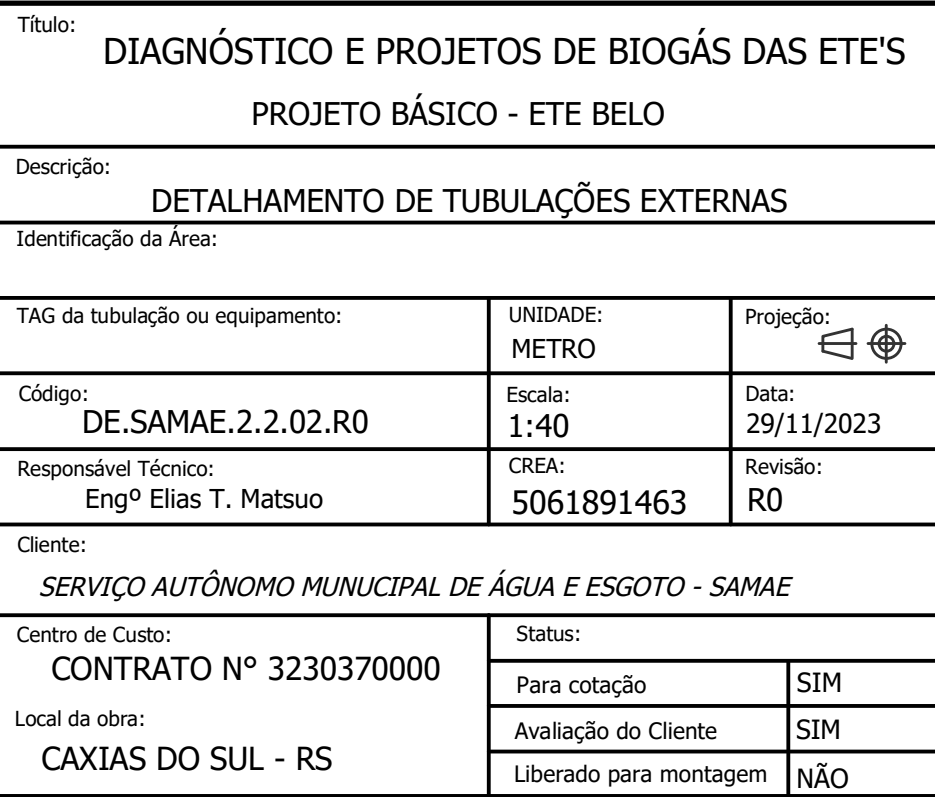 Título:
DIAGNÓSTICO E PROJETOS DE BIOGÁS DAS ETE'S
PROJETO BÁSICO - ETE BELO
Descrição:
DETALHAMENTO DE TUBULAÇÕES EXTERNAS
Identificação da Área:
TAG da tubulação ou equipamento:
UNIDADE:
METRO
Projeção:
Código:
DE.SAMAE.2.2.02.R0
Escala:
1:40
Data:
29/11/2023
Responsável Técnico:
Engº Elias T. Matsuo
CREA:
5061891463
Revisão:
R0
Cliente:
SERVIÇO AUTÔNOMO MUNUCIPAL DE ÁGUA E ESGOTO - SAMAE
Centro de Custo:
CONTRATO N° 3230370000
Local da obra:
CAXIAS DO SUL - RS
Status:
Para cotação SIM
Avaliação do Cliente SIM
Liberado para montagem NÃO